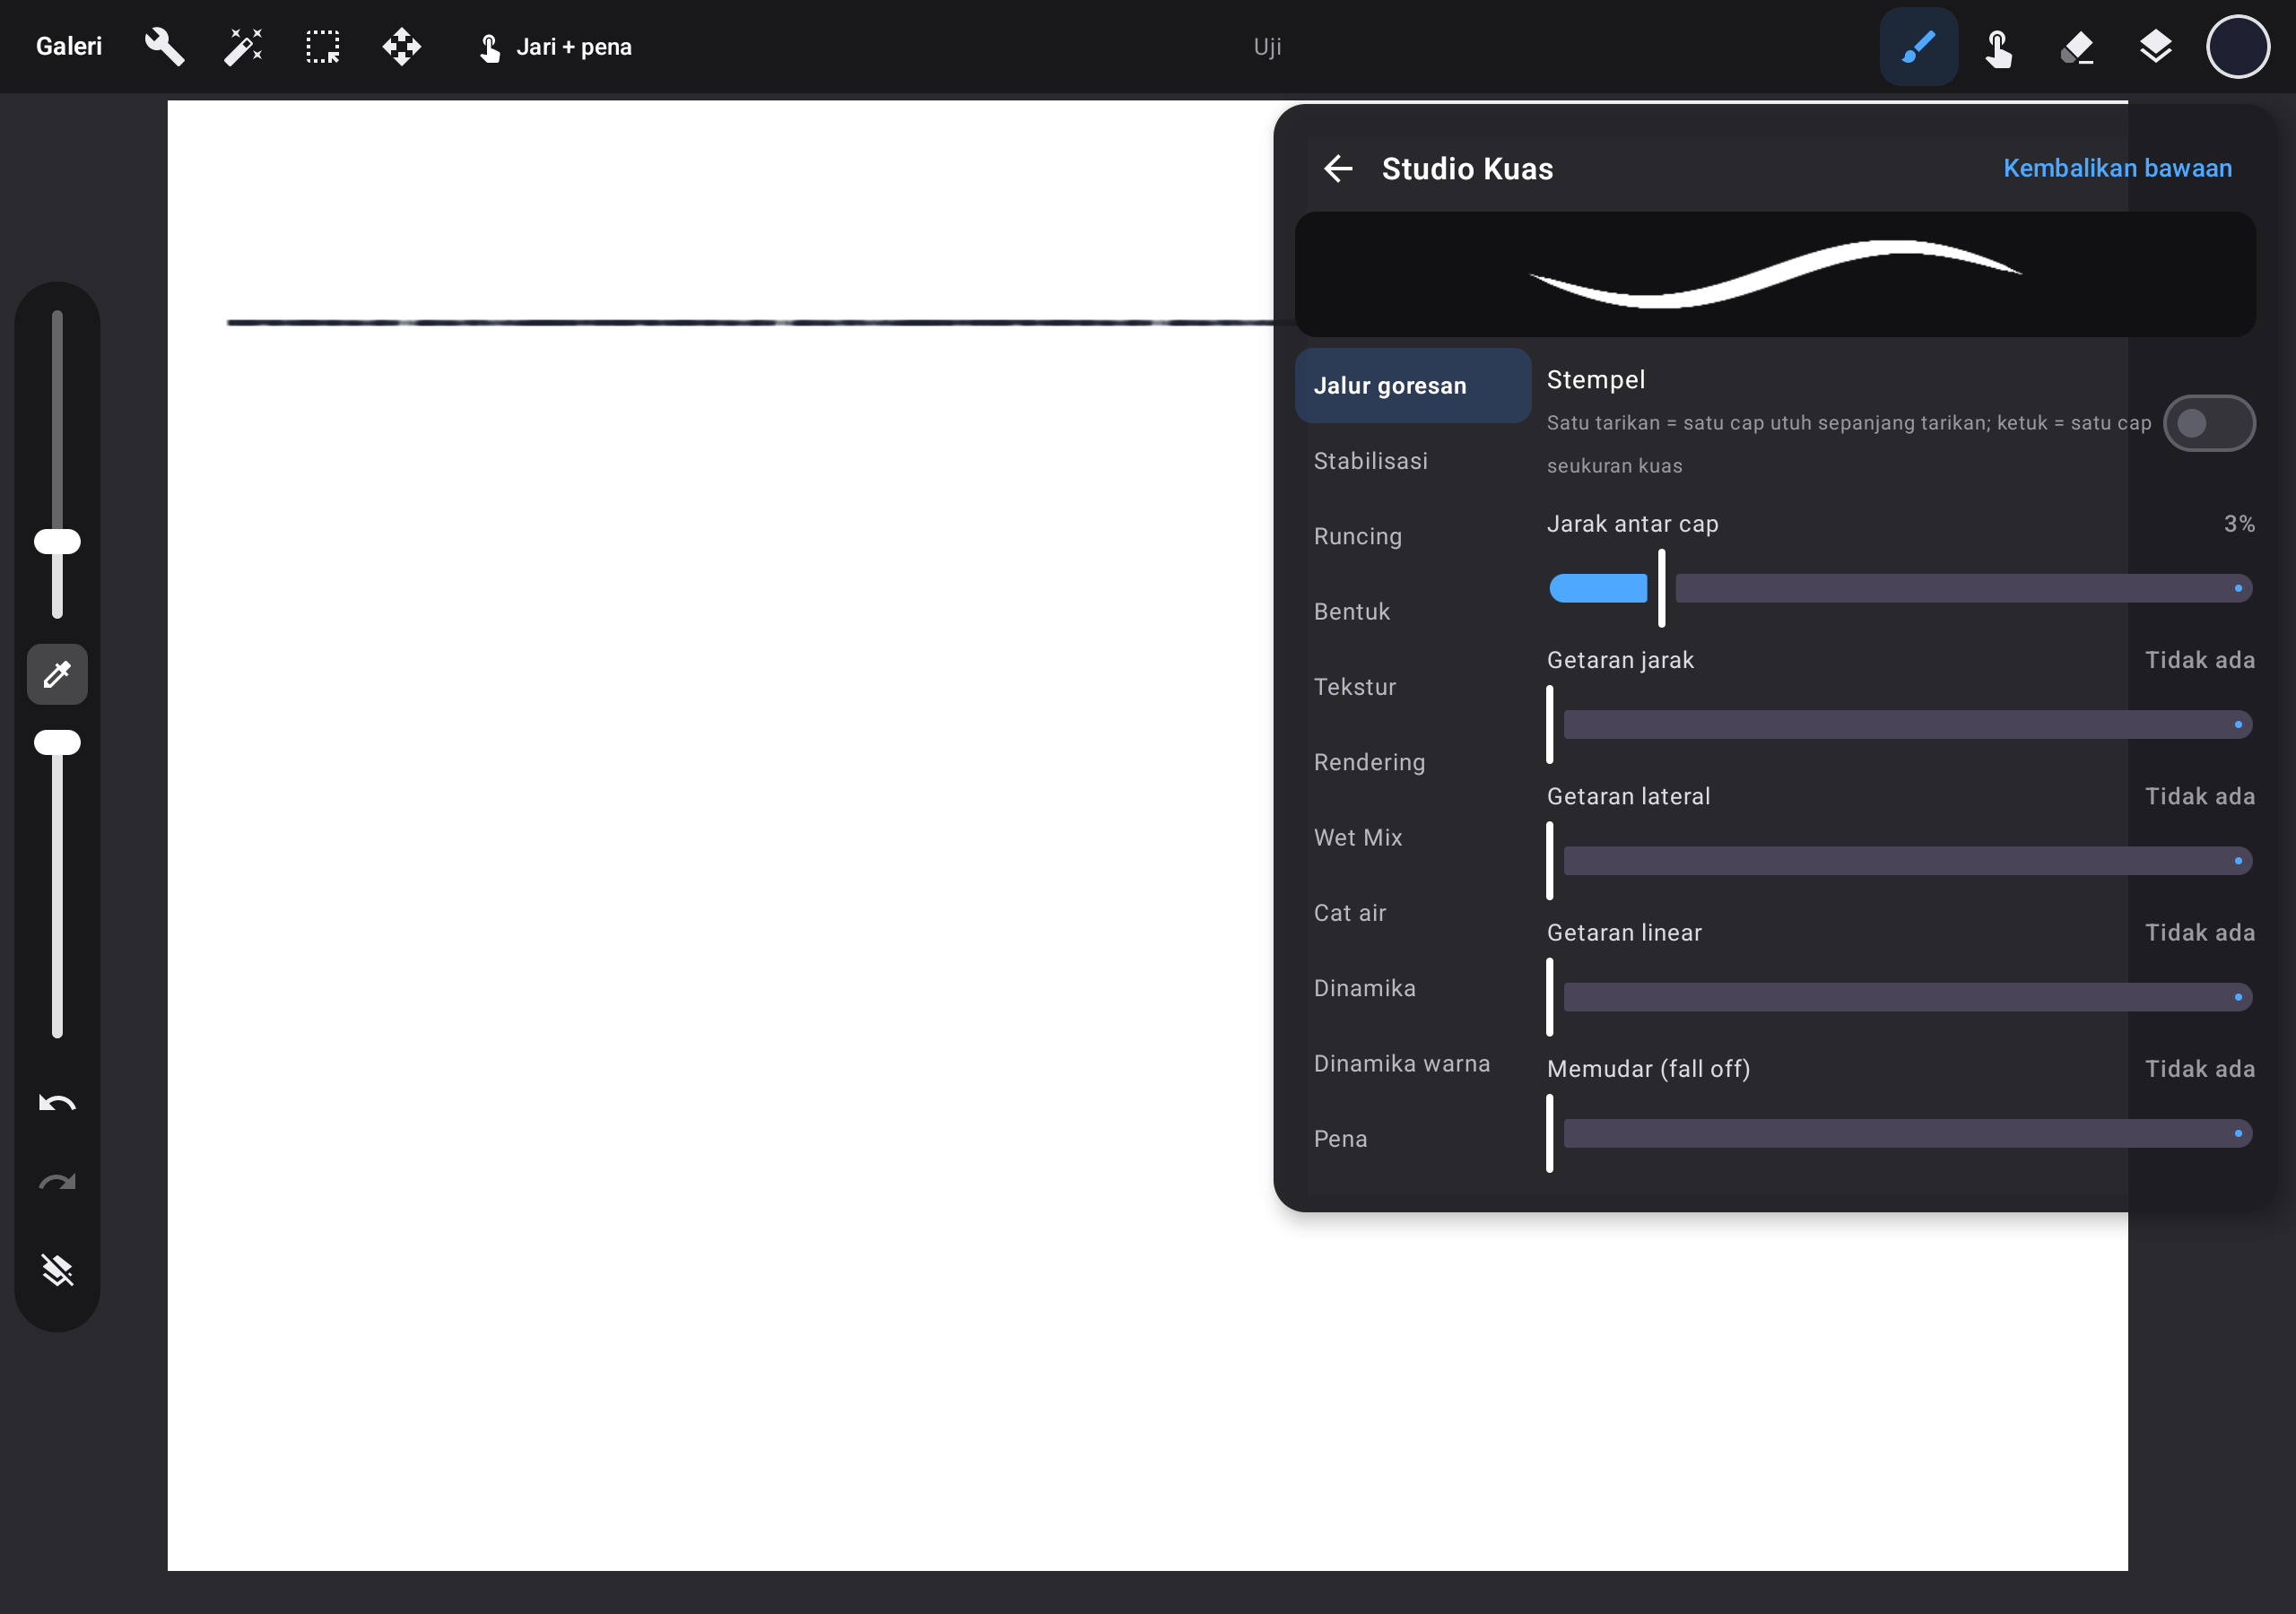 Galeri
Jari + pena
Uji
Studio Kuas
Kembalikan bawaan
Jalur goresan
Stabilisasi
Runcing
Bentuk
Tekstur
Rendering
Wet Mix
Cat air
Dinamika
Dinamika warna
Pena
Stempel
Satu tarikan = satu cap utuh sepanjang tarikan; ketuk = satu cap
seukuran kuas
Jarak antar cap 3%
Getaran jarak Tidak ada
Getaran lateral Tidak ada
Getaran linear Tidak ada
Memudar (fall off) Tidak ada